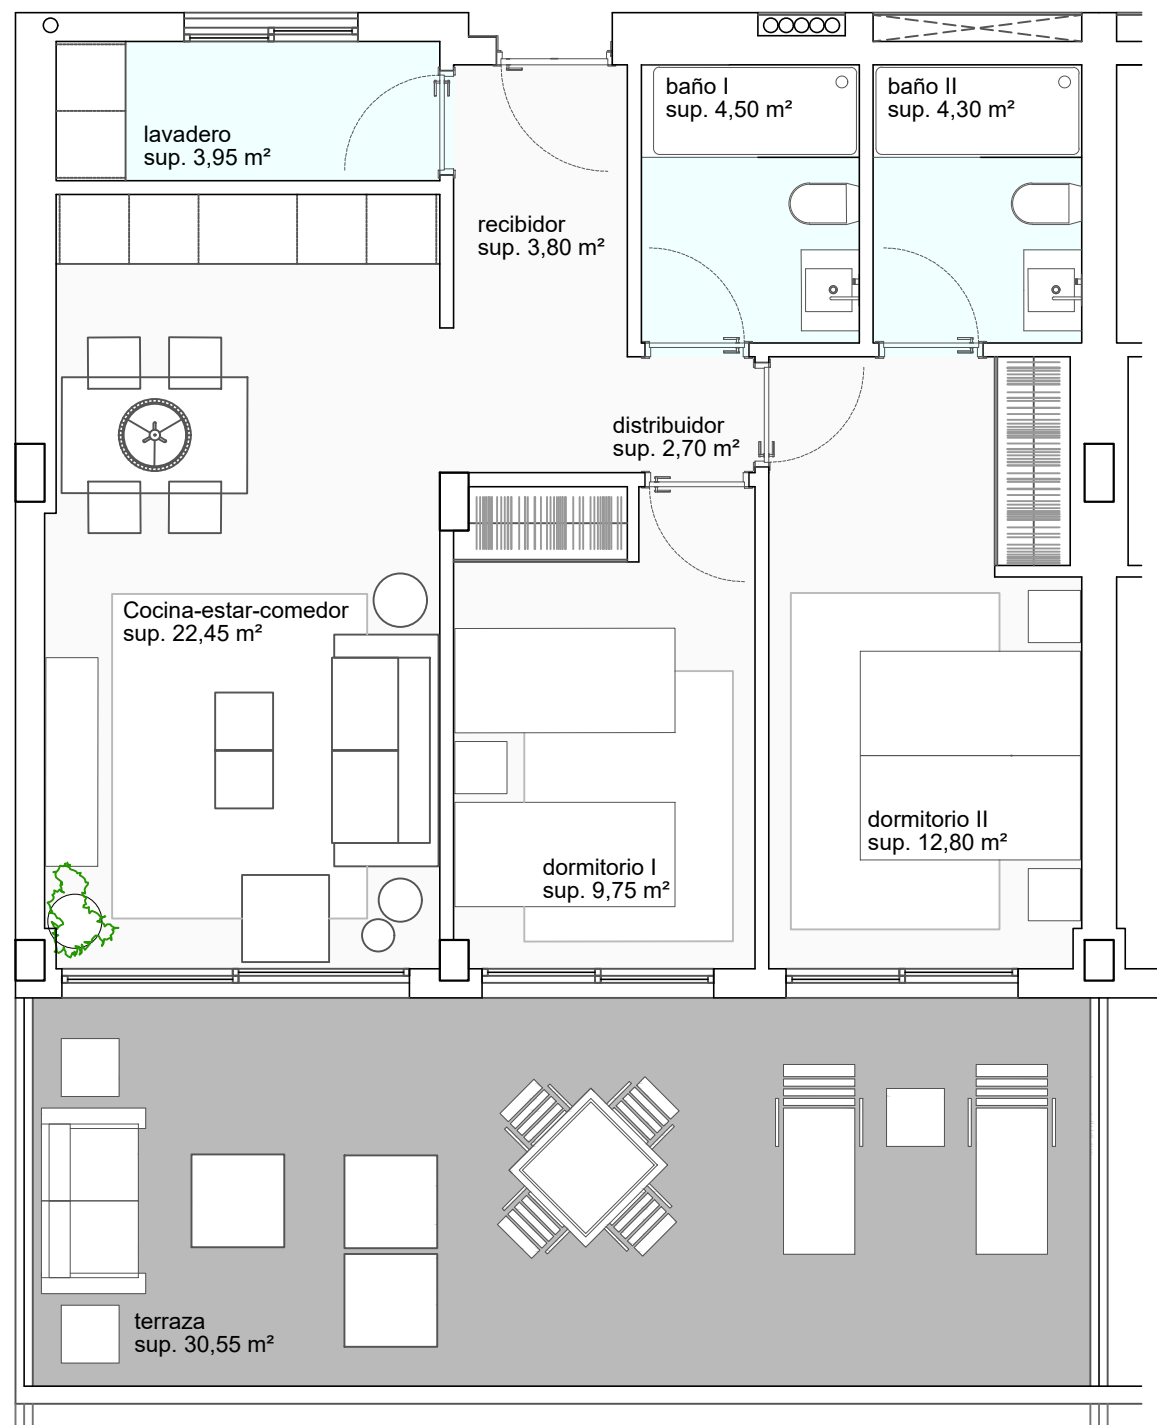 baño I
sup. 4,50 m²
baño II
sup. 4,30 m²
lavadero
sup. 3,95 m²
recibidor
sup. 3,80 m²
distribuidor
sup. 2,70 m²
Cocina-estar-comedor
sup. 22,45 m²
dormitorio II
sup. 12,80 m²
dormitorio I
sup. 9,75 m²
terraza
sup. 30,55 m²